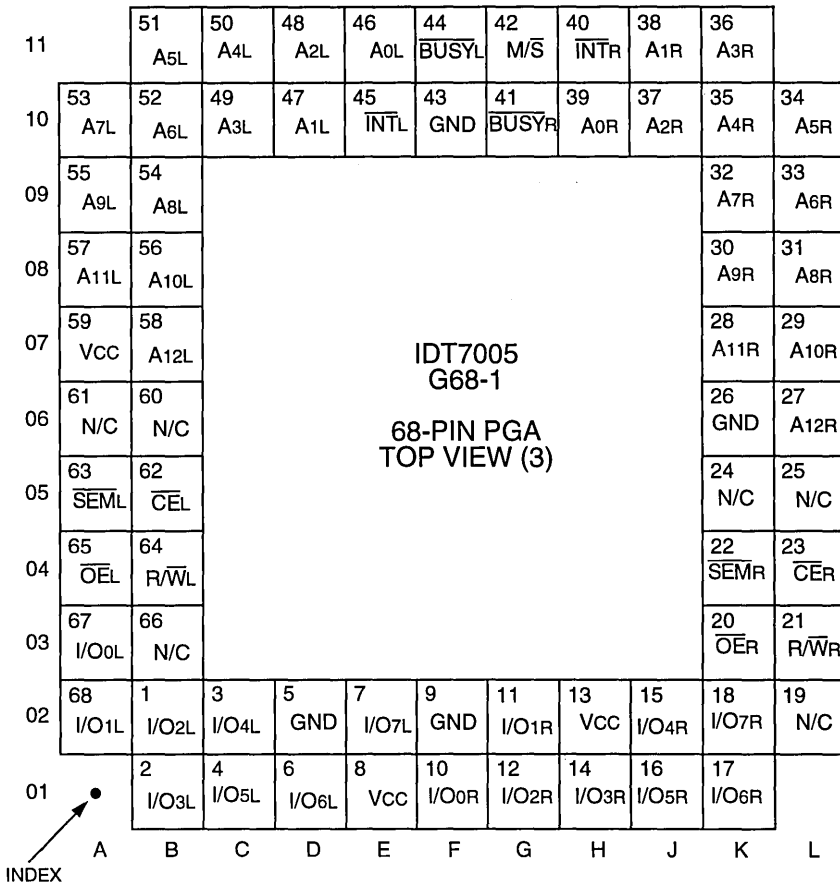 11 51 50 48 46 44 42 40 38 36
A5L A4L A2L A0L BUSYL M/S INTR A1R A3R
10 53 52 49 47 45 43 41 39 37 35 34
A7L A6L A3L A1L INTL GND BUSYR A0R A2R A4R A5R
09 55 54 32 33
A9L A8L A7R A6R
08 57 56 30 31
A11L A10L A9R A8R
07 59 58 28 29
VCC A12L A11R A10R
IDT7005
G68-1
06 61 60 26 27
N/C N/C GND A12R
68-PIN PGA
TOP VIEW (3)
05 63 62 24 25
SEML CEL N/C N/C
04 65 64 22 23
OEL R/WL SEMR CER
03 67 66 20 21
I/O0L N/C OER R/WR
02 68 1 3 5 7 9 11 13 15 18 19
I/O1L I/O2L I/O4L GND I/O7L GND I/O1R VCC I/O4R I/O7R N/C
01 2 4 6 8 10 12 14 16 17
I/O3L I/O5L I/O6L VCC I/O0R I/O2R I/O3R I/O5R I/O6R
A B C D E F G H J K L
INDEX